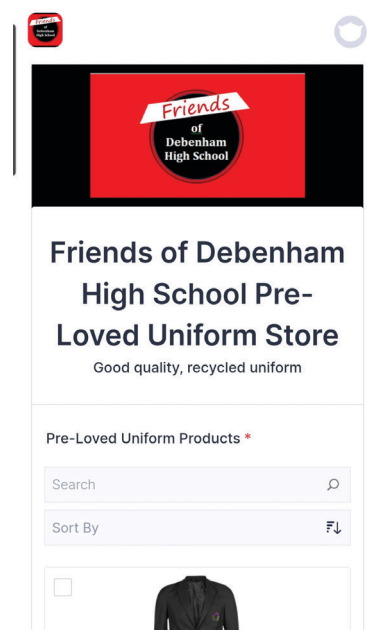 Friends
of
Debenham
High School
Friends
of
Debenham
High School
Friends of Debenham
High School Pre-
Loved Uniform Store
Good quality, recycled uniform
Pre-Loved Uniform Products *
Search
Sort By